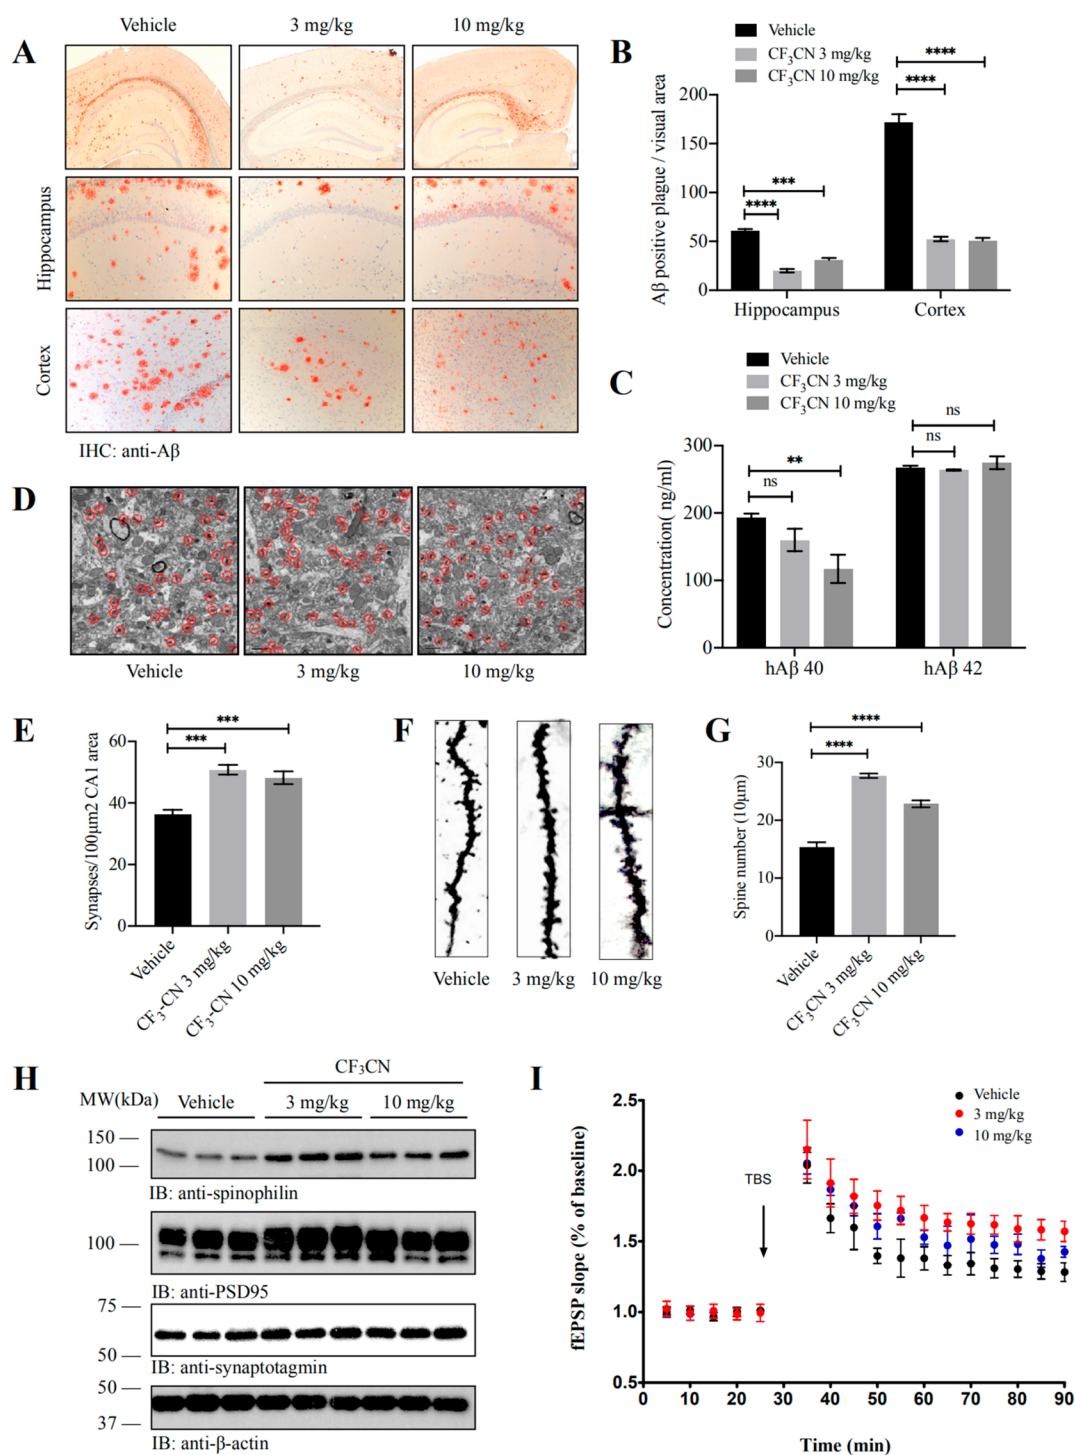 Vehicle
3 mg/kg
10 mg/kg
A
Hippocampus
Cortex
IHC: anti-Aβ
B
Vehicle
CF3CN 3 mg/kg
CF3CN 10 mg/kg
Aβ positive plague / visual area
200
150
100
50
0
****
***
****
****
Hippocampus
Cortex
C
Vehicle
CF3CN 3 mg/kg
CF3CN 10 mg/kg
Concentration( ng/ml)
300
200
100
0
**
ns
ns
ns
hAβ 40
hAβ 42
D
Vehicle
3 mg/kg
10 mg/kg
E
Synapses/100μm2 CA1 area
60
40
20
0
***
***
Vehicle
CF3-CN 3 mg/kg
CF3-CN 10 mg/kg
F
Vehicle
3 mg/kg
10 mg/kg
G
Spine number (10μm)
30
20
10
0
****
****
Vehicle
CF3CN 3 mg/kg
CF3CN 10 mg/kg
H
CF3CN
MW(kDa)
Vehicle
3 mg/kg
10 mg/kg
150
100
IB: anti-spinophilin
100
IB: anti-PSD95
75
50
IB: anti-synaptotagmin
50
37
IB: anti-β-actin
I
Vehicle
3 mg/kg
10 mg/kg
TBS
fEPSP slope (% of baseline)
2.5
2.0
1.5
1.0
0.5
0 10 20 30 40 50 60 70 80 90
Time (min)